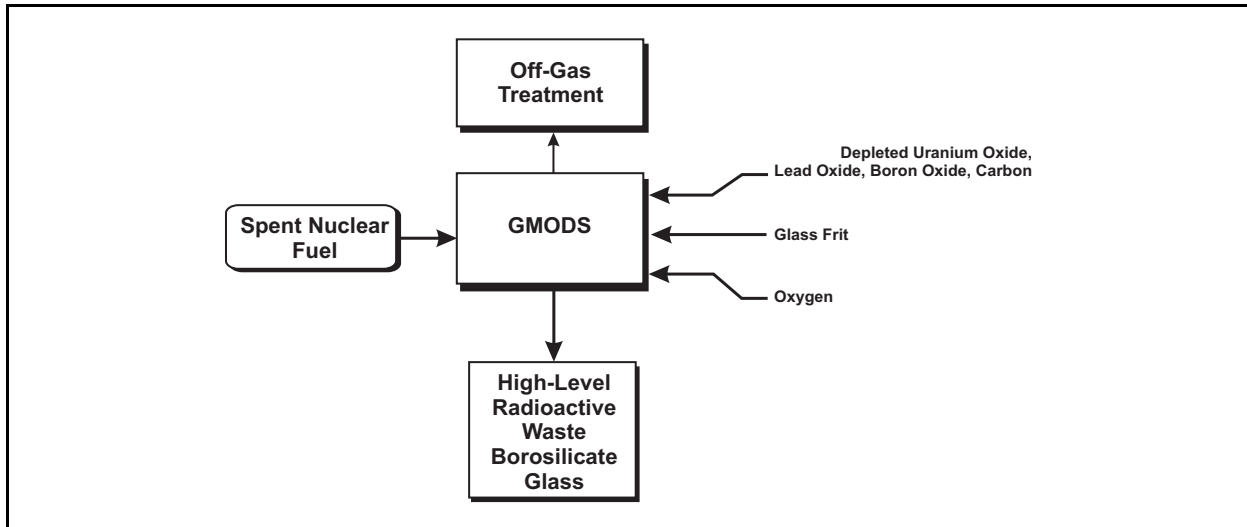 Off-Gas
Treatment
Depleted Uranium Oxide,
Lead Oxide, Boron Oxide, Carbon
Spent Nuclear
Fuel
GMODS
Glass Frit
Oxygen
High-Level
Radioactive
Waste
Borosilicate
Glass